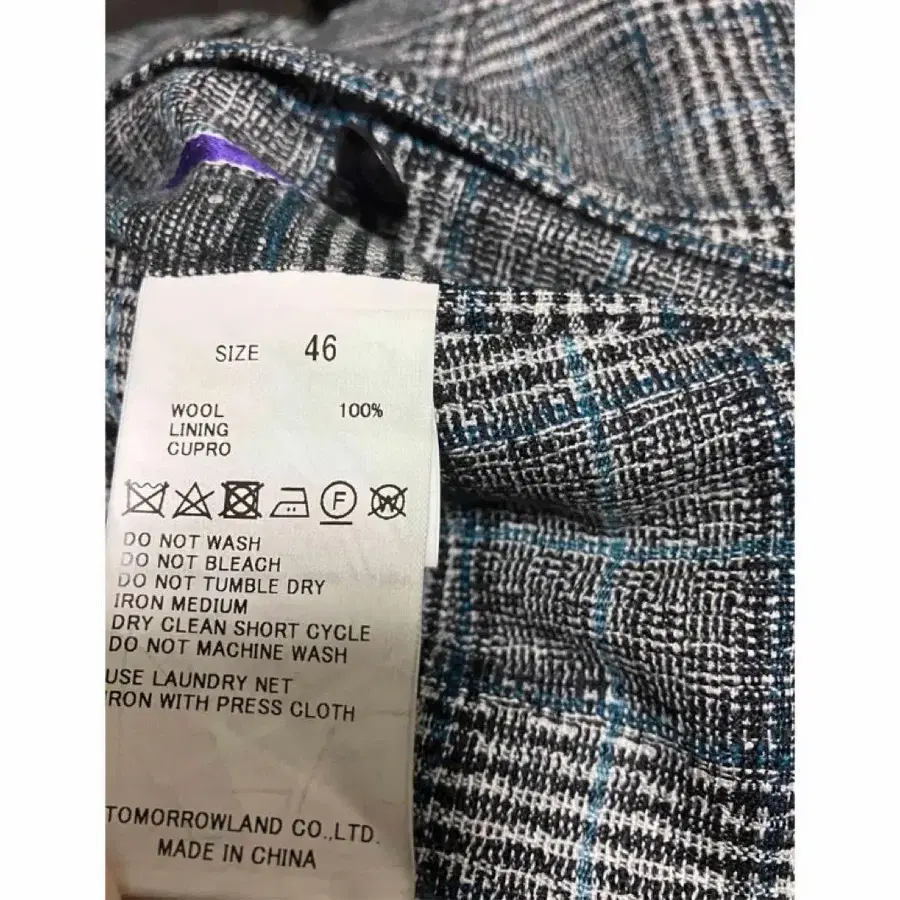 SIZE 46
WOOL 100%
LINING
CUPRO
F W
DO NOT WASH
DO NOT BLEACH
DO NOT TUMBLE DRY
IRON MEDIUM
DRY CLEAN SHORT CYCLE
DO NOT MACHINE WASH
USE LAUNDRY NET
IRON WITH PRESS CLOTH
TOMORROWLAND CO.,LTD.
MADE IN CHINA